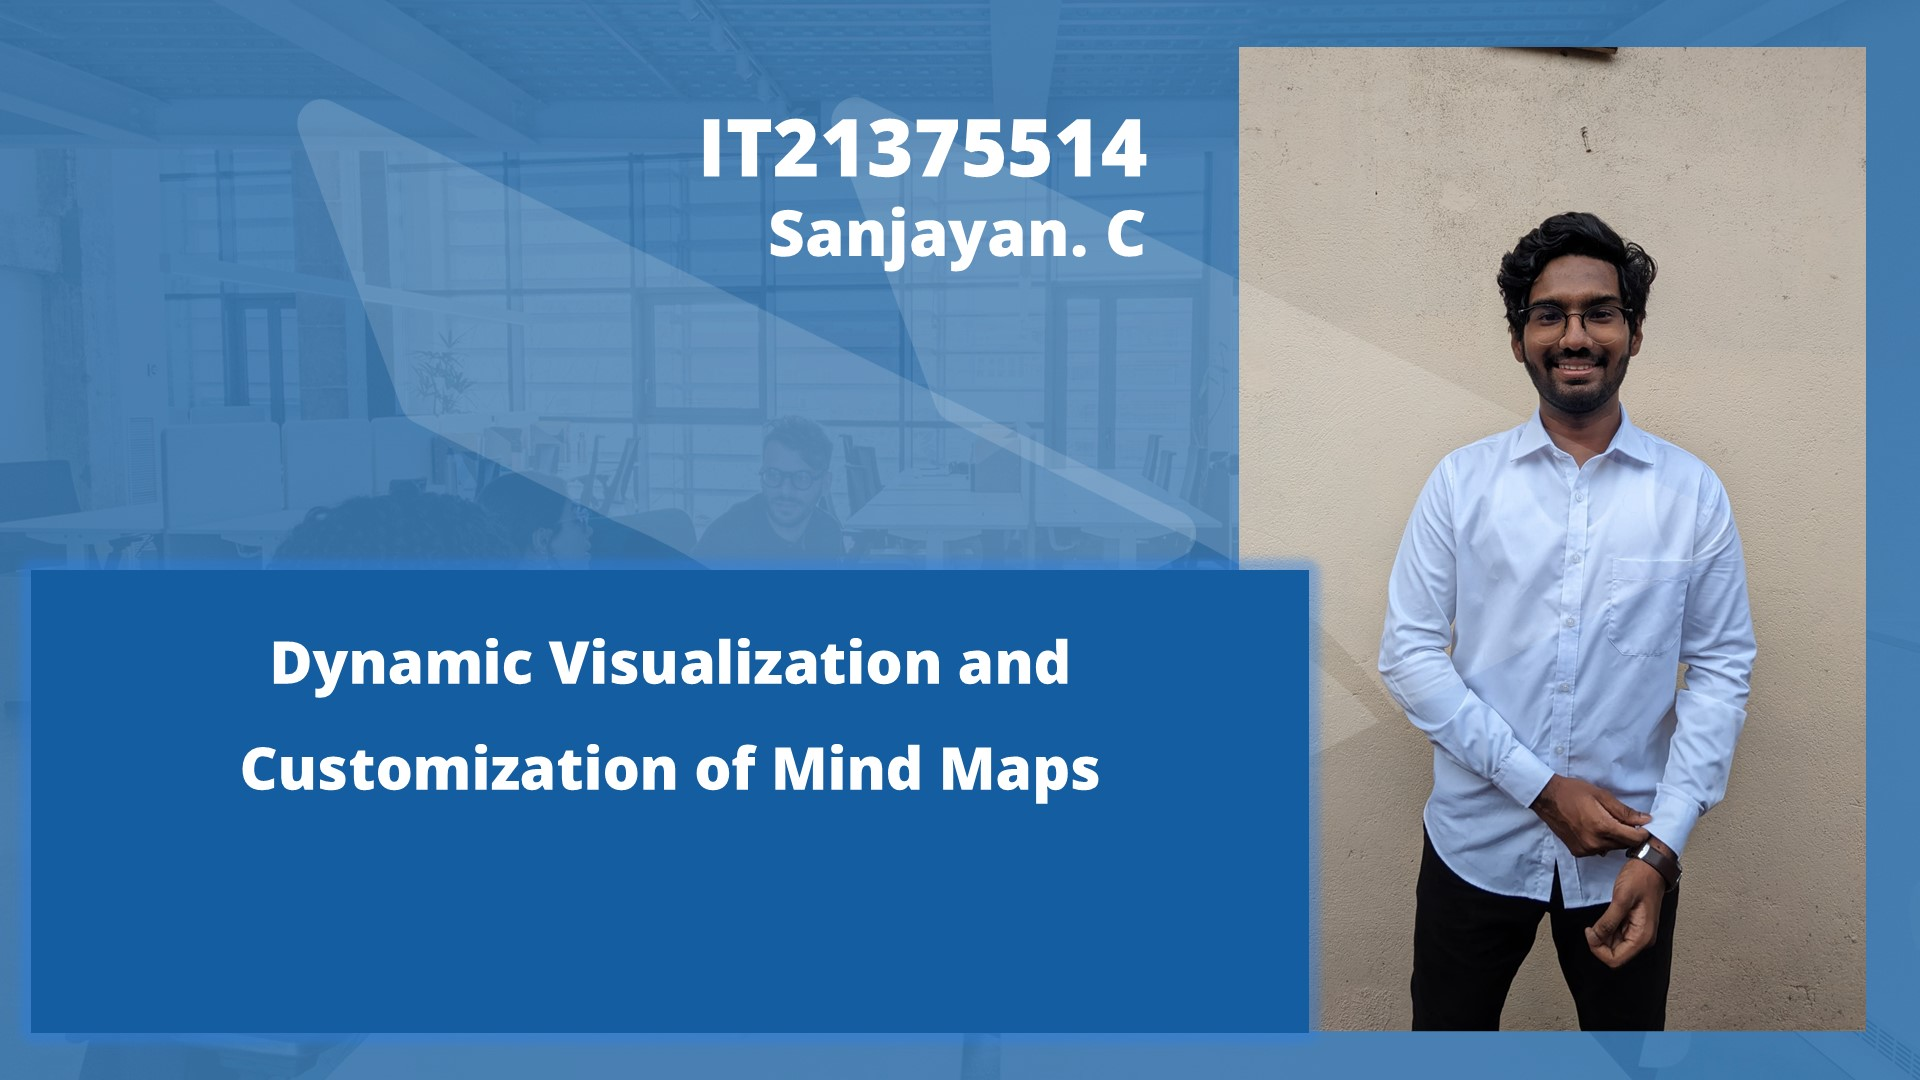 IT21375514
Sanjayan. C
Dynamic Visualization and
Customization of Mind Maps